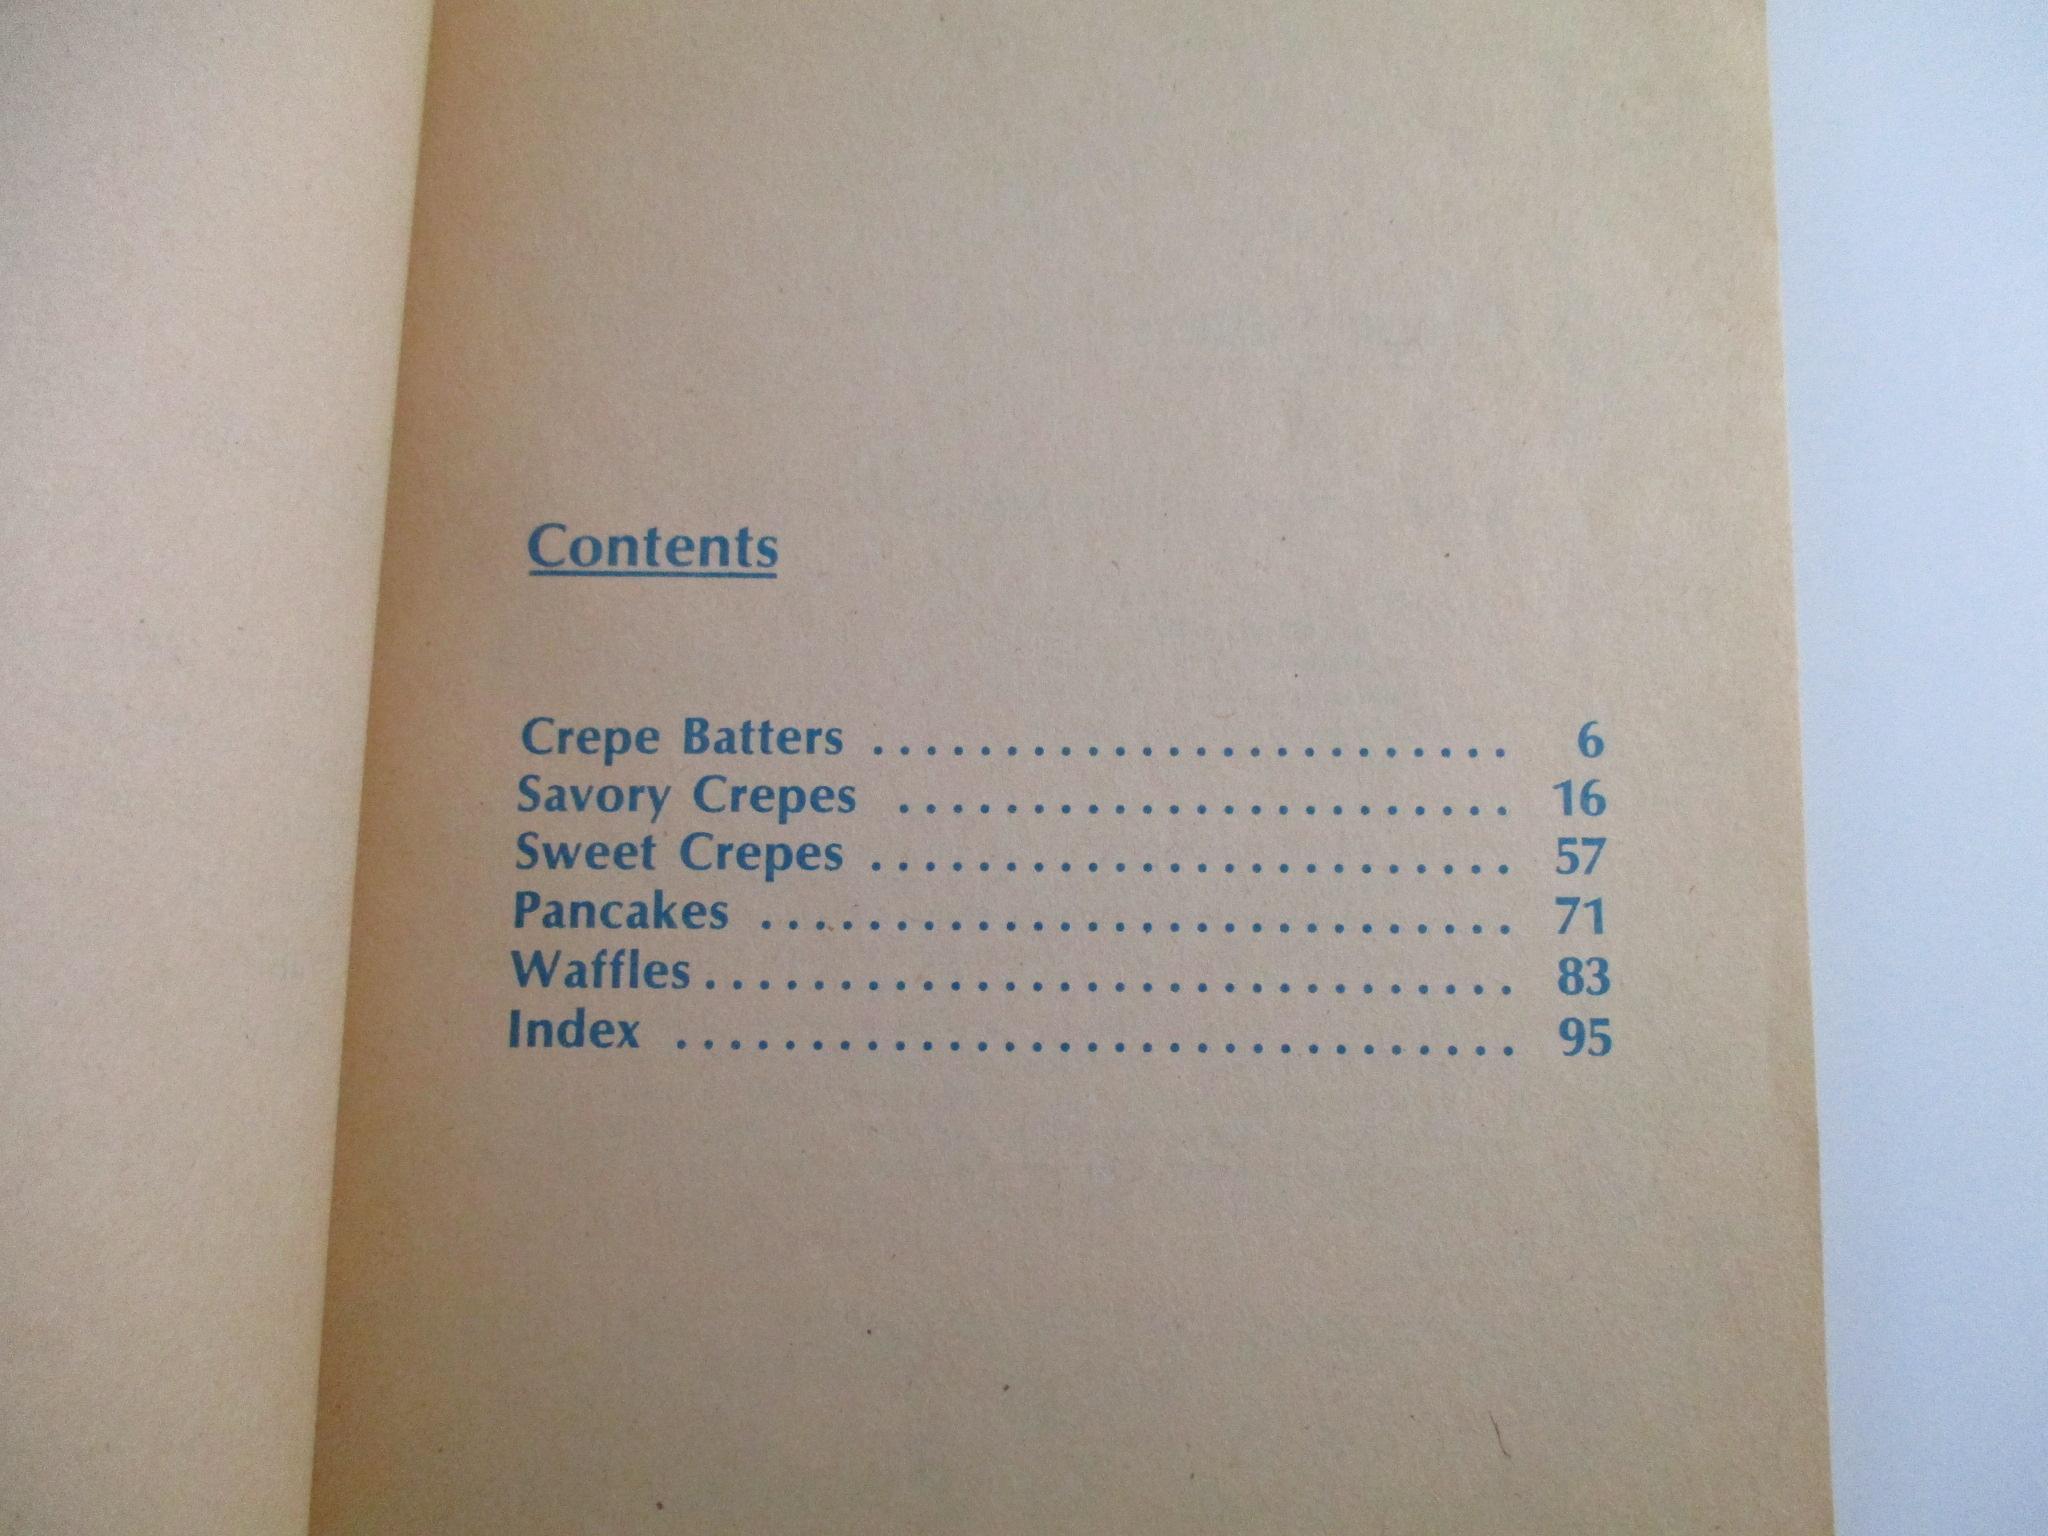 Contents
Crepe Batters ........................ 6
Savory Crepes ....................... 16
Sweet Crepes ........................ 57
Pancakes ............................ 71
Waffles.............................. 83
Index ............................... 95